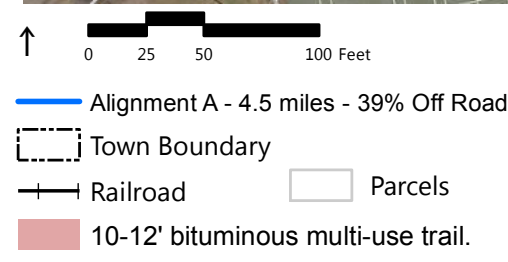 0 25 50 100 Feet
Alignment A - 4.5 miles - 39% Off Road
Town Boundary
Railroad Parcels
10-12' bituminous multi-use trail.